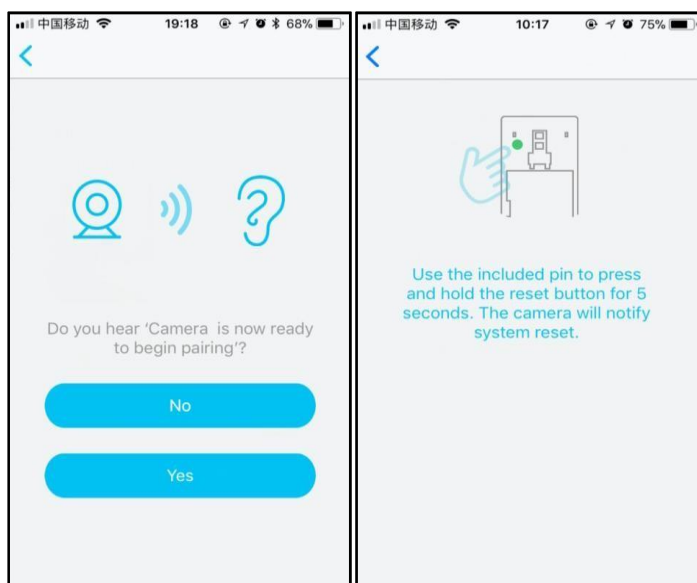 中国移动 19:18 68%
Do you hear ‘Camera is now ready
to begin pairing’?
No
Yes
中国移动 10:17 75%
Use the included pin to press
and hold the reset button for 5
seconds. The camera will notify
system reset.